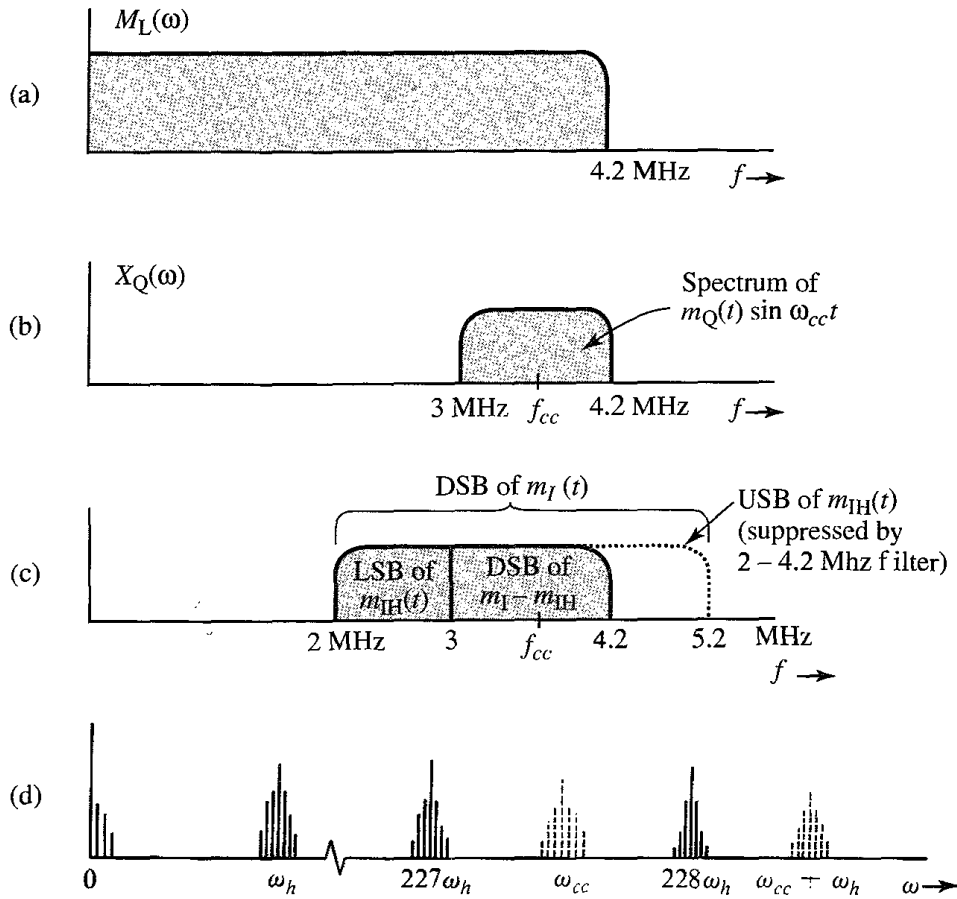 (a)
M_L(ω)
4.2 MHz
f
(b)
X_Q(ω)
Spectrum of
m_Q(t) sin ω_cc t
3 MHz f_cc 4.2 MHz f
(c)
DSB of m_I (t)
USB of m_IH(t)
(suppressed by
2 – 4.2 Mhz f ilter)
LSB of
m_IH(t)
DSB of
m_I – m_IH
2 MHz 3 f_cc 4.2 5.2 MHz
f
(d)
0 ω_h 227ω_h ω_cc 228ω_h ω_cc + ω_h ω